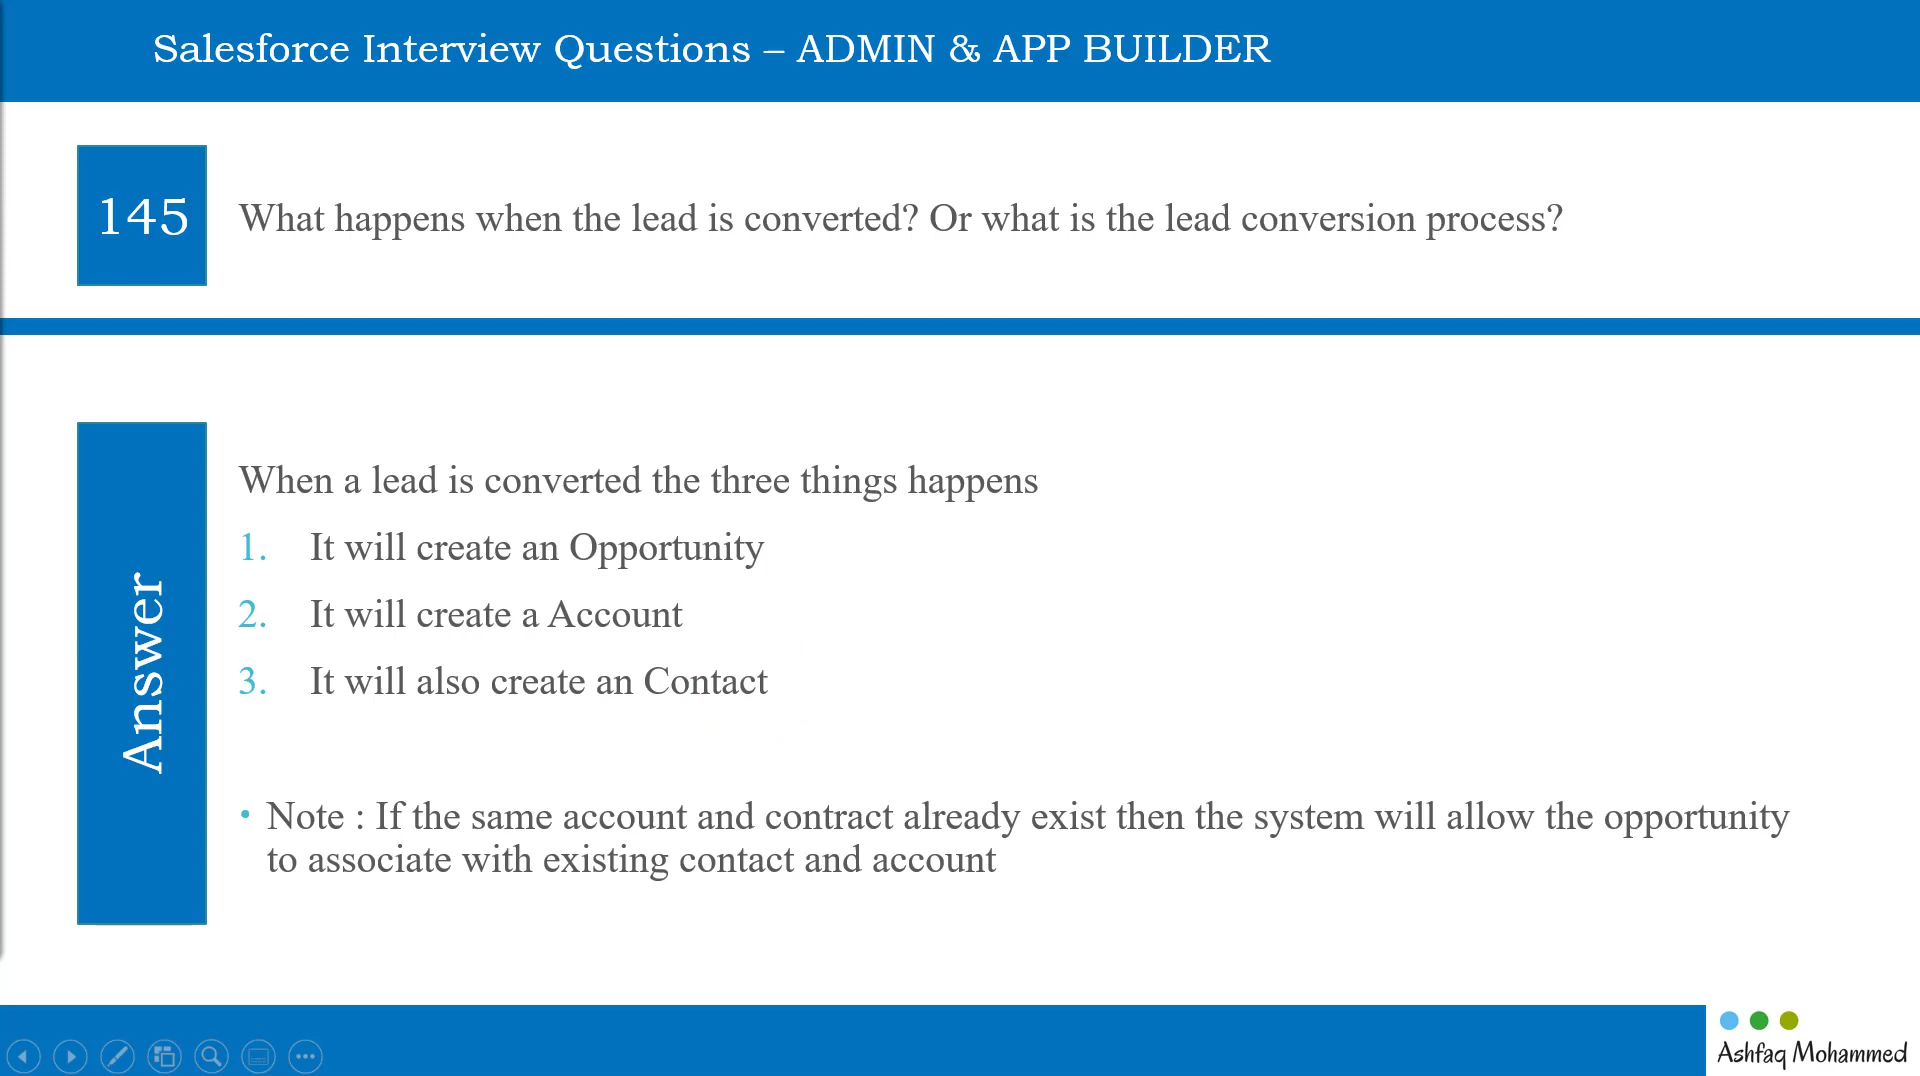 Salesforce Interview Questions – ADMIN & APP BUILDER
145
What happens when the lead is converted? Or what is the lead conversion process?
Answer
When a lead is converted the three things happens
1. It will create an Opportunity
2. It will create a Account
3. It will also create an Contact
• Note : If the same account and contract already exist then the system will allow the opportunity
to associate with existing contact and account
Ashfaq Mohammed